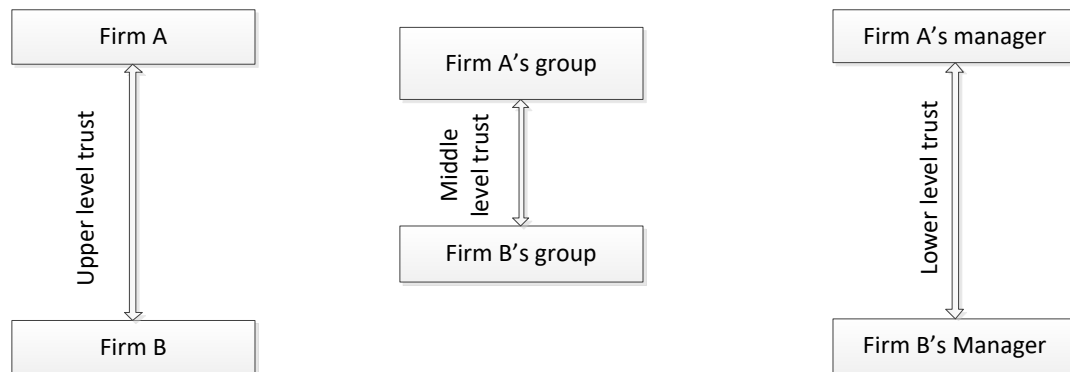 Firm A
Upper level trust
Firm B
Firm A’s group
Middle
level trust
Firm B’s group
Firm A’s manager
Lower level trust
Firm B’s Manager